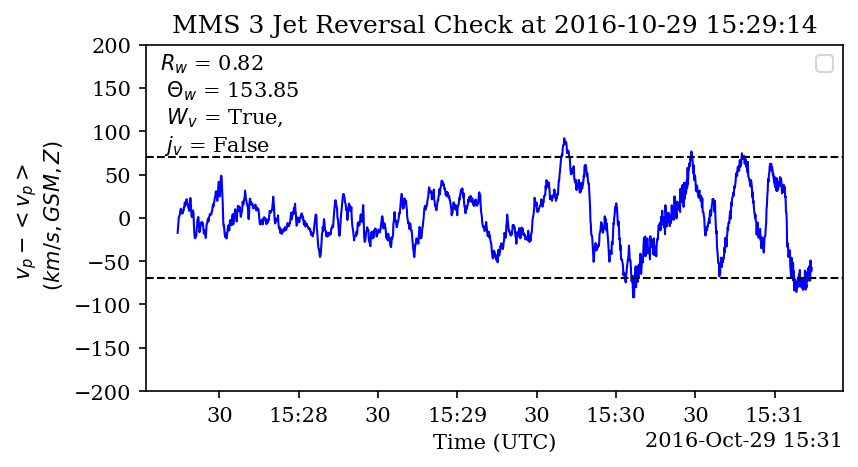 MMS 3 Jet Reversal Check at 2016-10-29 15:29:14
R_w = 0.82
Θ_w = 153.85
W_v = True,
j_v = False
v_p − < v_p >
(km/s, GSM, Z)
200
150
100
50
0
−50
−100
−150
−200
30 15:28 30 15:29 30 15:30 30 15:31
Time (UTC)
2016-Oct-29 15:31